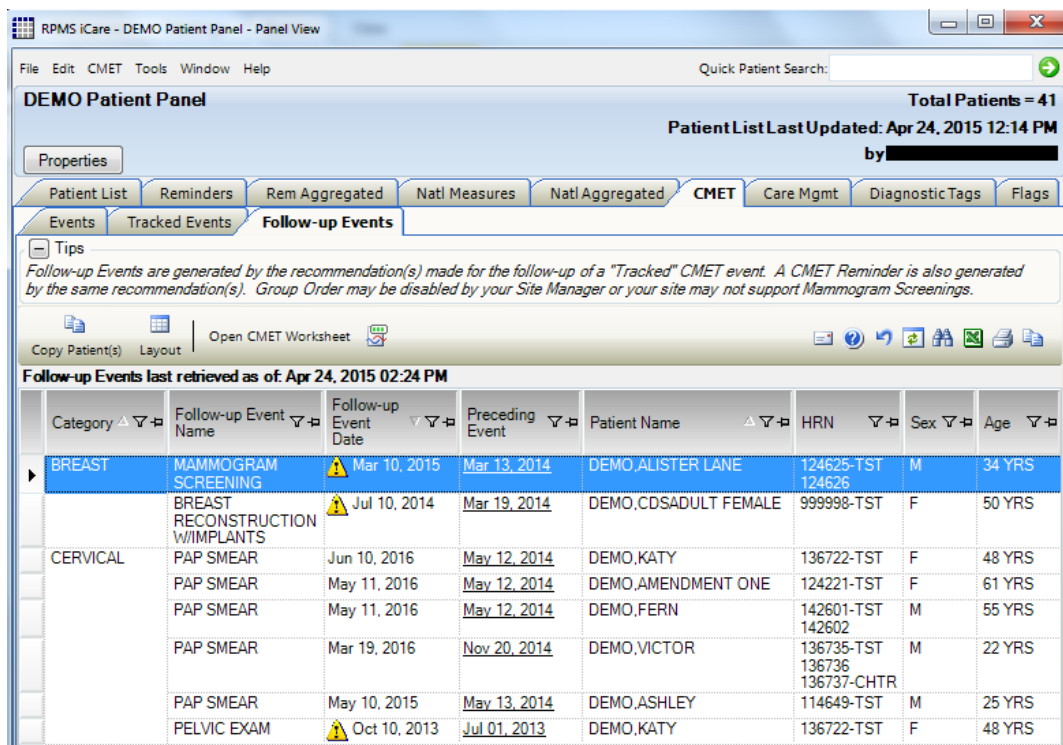 RPMS iCare - DEMO Patient Panel - Panel View
File Edit CMET Tools Window Help Quick Patient Search:
DEMO Patient Panel Total Patients = 41
Patient List Last Updated: Apr 24, 2015 12:14 PM
Properties by
Patient List Reminders Rem Aggregated Natl Measures Natl Aggregated CMET Care Mgmt Diagnostic Tags Flags
Events Tracked Events Follow-up Events
Tips
Follow-up Events are generated by the recommendation(s) made for the follow-up of a "Tracked" CMET event. A CMET Reminder is also generated
by the same recommendation(s). Group Order may be disabled by your Site Manager or your site may not support Mammogram Screenings.
Copy Patient(s) Layout Open CMET Worksheet
Follow-up Events last retrieved as of: Apr 24, 2015 02:24 PM
Category Follow-up Event Name Follow-up Event Date Preceding Event Patient Name HRN Sex Age
BREAST MAMMOGRAM SCREENING Mar 10, 2015 Mar 13, 2014 DEMO,ALISTER LANE 124625-TST 124626 M 34 YRS
BREAST RECONSTRUCTION W/IMPLANTS Jul 10, 2014 Mar 19, 2014 DEMO,CDSADULT FEMALE 999998-TST F 50 YRS
CERVICAL PAP SMEAR Jun 10, 2016 May 12, 2014 DEMO,KATY 136722-TST F 48 YRS
PAP SMEAR May 11, 2016 May 12, 2014 DEMO,AMENDMENT ONE 124221-TST F 61 YRS
PAP SMEAR May 11, 2016 May 12, 2014 DEMO,FERN 142601-TST 142602 M 55 YRS
PAP SMEAR Mar 19, 2016 Nov 20, 2014 DEMO,VICTOR 136735-TST 136736 136737-CHTR M 22 YRS
PAP SMEAR May 10, 2015 May 13, 2014 DEMO,ASHLEY 114649-TST M 25 YRS
PELVIC EXAM Oct 10, 2013 Jul 01, 2013 DEMO,KATY 136722-TST F 48 YRS